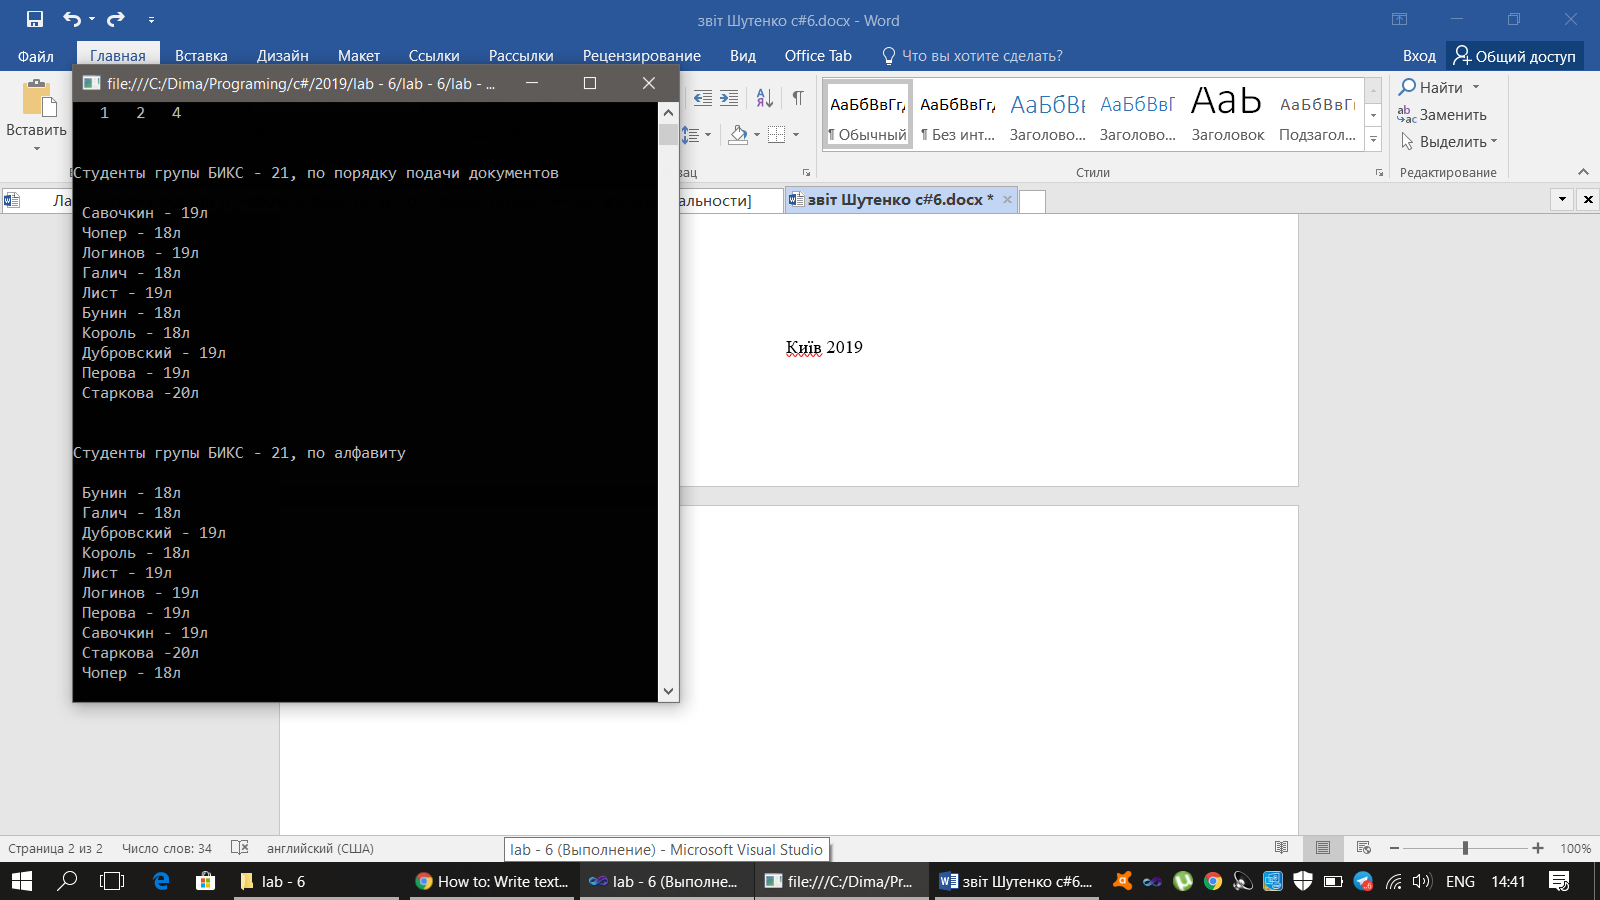 звіт Шутенко c#6.docx - Word
Файл
Главная
Вставка
Дизайн
Макет
Ссылки
Рассылки
Рецензирование
Вид
Office Tab
Что вы хотите сделать?
Вход
Общий доступ
Вставить
АаБбВвГг,
¶ Обычный
АаБбВвГг,
¶ Без инт...
АаБбВв
Заголово...
АаБбВвГ
Заголово...
АаЬ
Заголовок
АаБбВвГг
Подзагол...
Найти
Заменить
Выделить
Стили
Редактирование
file:///C:/Dima/Programing/c#/2019/lab - 6/lab - 6/lab - ...
1 2 4
Студенты групы БИКС - 21, по порядку подачи документов
Савочкин - 19л
Чопер - 18л
Логинов - 19л
Галич - 18л
Лист - 19л
Бунин - 18л
Король - 18л
Дубровский - 19л
Перова - 19л
Старкова -20л
Студенты групы БИКС - 21, по алфавиту
Бунин - 18л
Галич - 18л
Дубровский - 19л
Король - 18л
Лист - 19л
Логинов - 19л
Перова - 19л
Савочкин - 19л
Старкова -20л
Чопер - 18л
звіт Шутенко c#6.docx *
Київ 2019
Страница 2 из 2
Число слов: 34
английский (США)
lab - 6 (Выполнение) - Microsoft Visual Studio
100%
lab - 6
How to: Write text...
lab - 6 (Выполне...
file:///C:/Dima/Pr...
звіт Шутенко c#6....
ENG
14:41